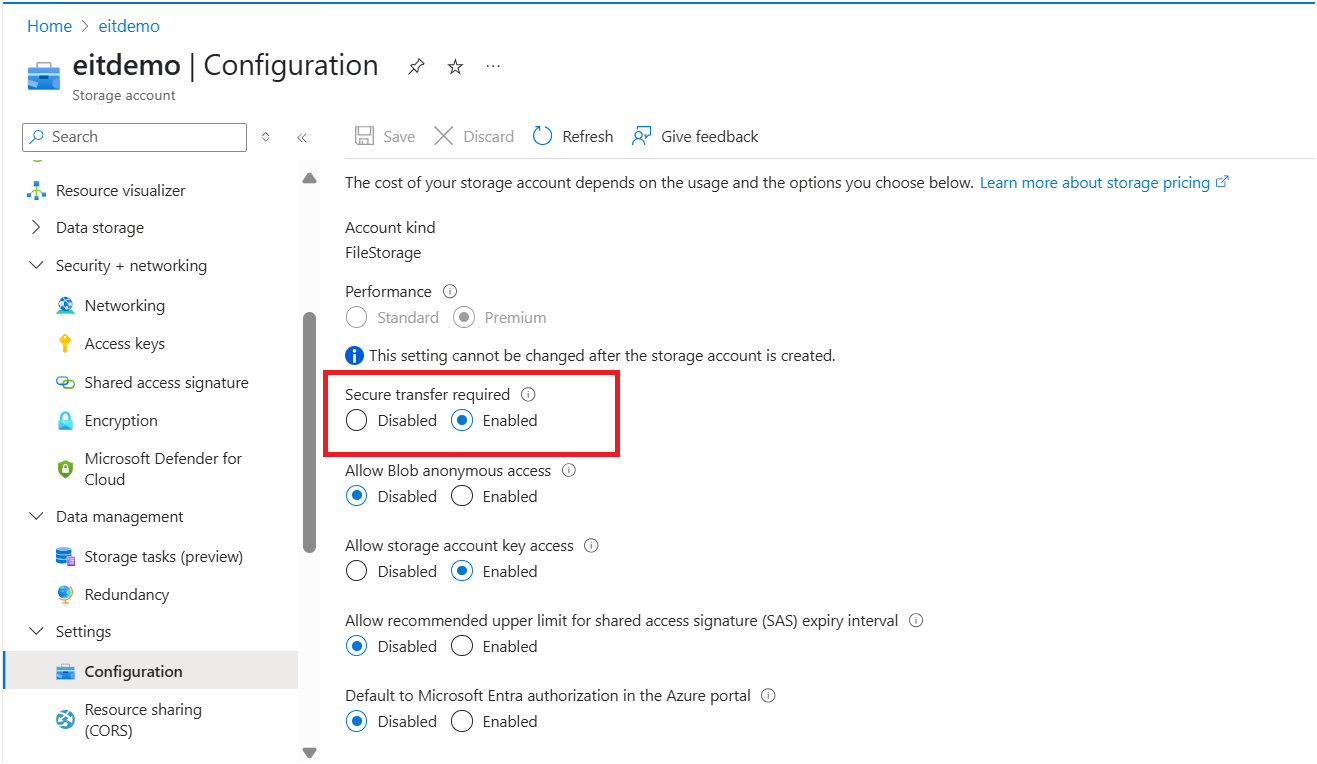 Home > eitdemo
eitdemo | Configuration
Storage account
Search
Resource visualizer
Data storage
Security + networking
Networking
Access keys
Shared access signature
Encryption
Microsoft Defender for
Cloud
Data management
Storage tasks (preview)
Redundancy
Settings
Configuration
Resource sharing
(CORS)
Save Discard Refresh Give feedback
The cost of your storage account depends on the usage and the options you choose below. Learn more about storage pricing
Account kind
FileStorage
Performance
Standard Premium
This setting cannot be changed after the storage account is created.
Secure transfer required
Disabled Enabled
Allow Blob anonymous access
Disabled Enabled
Allow storage account key access
Disabled Enabled
Allow recommended upper limit for shared access signature (SAS) expiry interval
Disabled Enabled
Default to Microsoft Entra authorization in the Azure portal
Disabled Enabled